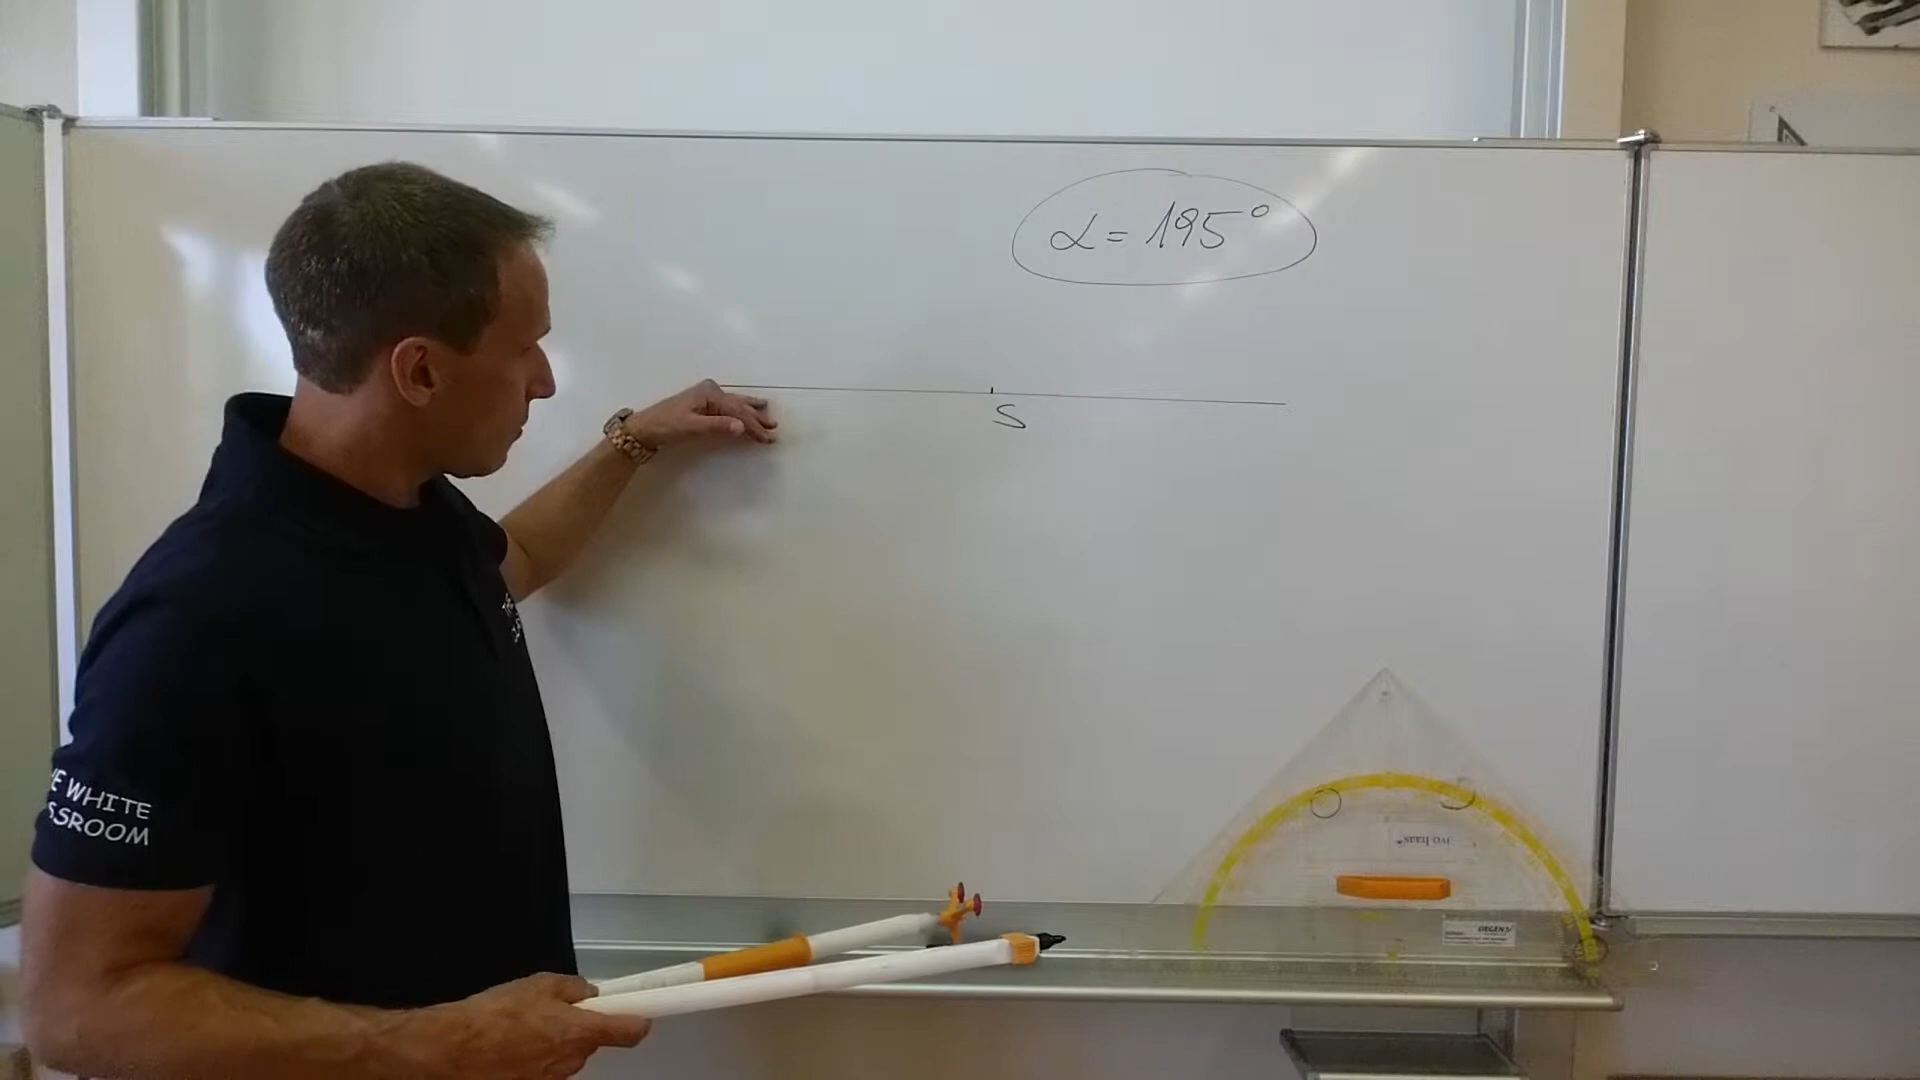 α = 195°
S
E WHITE
SSROOM